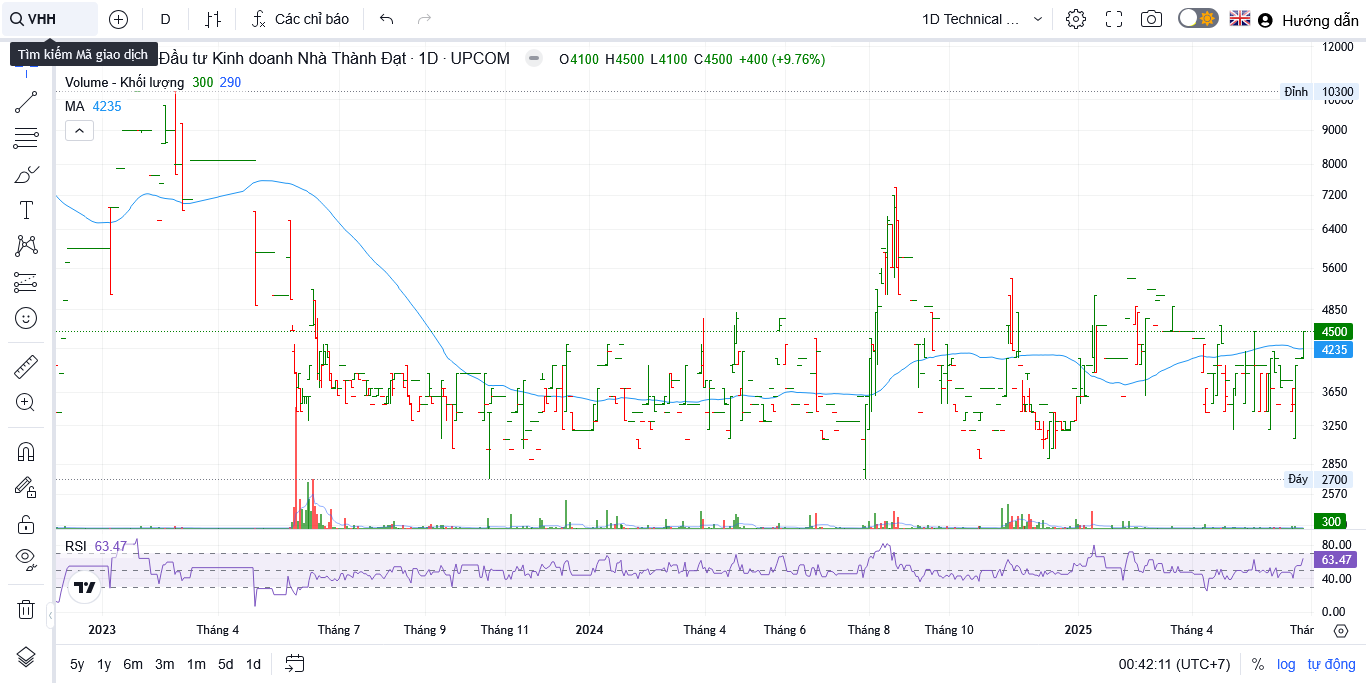 VHH
D
Các chỉ báo
1D Technical ...
Hướng dẫn
Tìm kiếm Mã giao dịch
Đầu tư Kinh doanh Nhà Thành Đạt · 1D · UPCOM
O4100 H4500 L4100 C4500 +400 (+9.76%)
Volume - Khối lượng 300 290
MA 4235
12000
Đỉnh 10300
10000
9000
8000
7200
6400
5600
4850
4500
4235
3650
3250
2850
Đáy 2700
2570
300
RSI 63.47
80.00
63.47
40.00
0.00
2023 Tháng 4 Tháng 7 Tháng 9 Tháng 11 2024 Tháng 4 Tháng 6 Tháng 8 Tháng 10 2025 Tháng 4 Thár
5y 1y 6m 3m 1m 5d 1d
00:42:11 (UTC+7) % log tự động